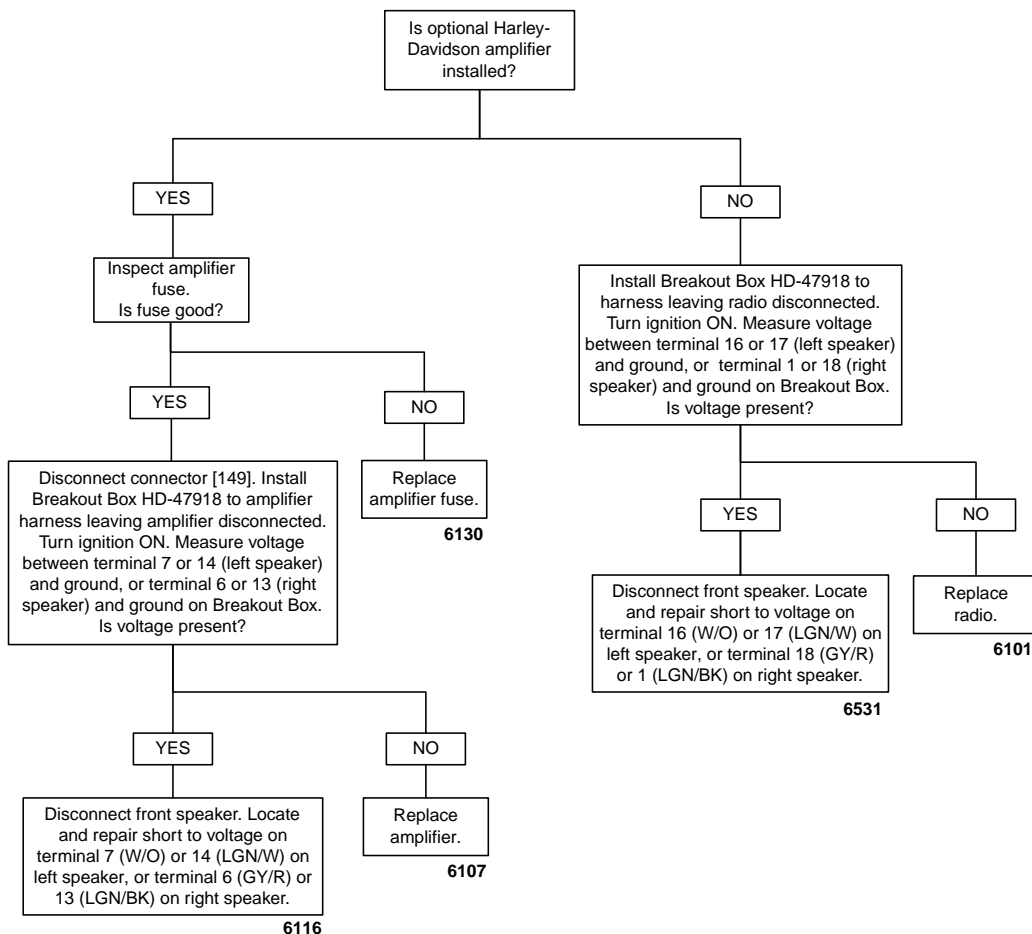 Is optional Harley-
Davidson amplifier
installed?
YES
NO
Inspect amplifier
fuse.
Is fuse good?
Install Breakout Box HD-47918 to
harness leaving radio disconnected.
Turn ignition ON. Measure voltage
between terminal 16 or 17 (left speaker)
and ground, or terminal 1 or 18 (right
speaker) and ground on Breakout Box.
Is voltage present?
YES
NO
Disconnect connector [149]. Install
Breakout Box HD-47918 to amplifier
harness leaving amplifier disconnected.
Turn ignition ON. Measure voltage
between terminal 7 or 14 (left speaker)
and ground, or terminal 6 or 13 (right
speaker) and ground on Breakout Box.
Is voltage present?
Replace
amplifier fuse.
6130
YES
NO
Disconnect front speaker. Locate
and repair short to voltage on
terminal 16 (W/O) or 17 (LGN/W) on
left speaker, or terminal 18 (GY/R)
or 1 (LGN/BK) on right speaker.
6531
Replace
radio.
6101
YES
NO
Disconnect front speaker. Locate
and repair short to voltage on
terminal 7 (W/O) or 14 (LGN/W) on
left speaker, or terminal 6 (GY/R) or
13 (LGN/BK) on right speaker.
6116
Replace
amplifier.
6107